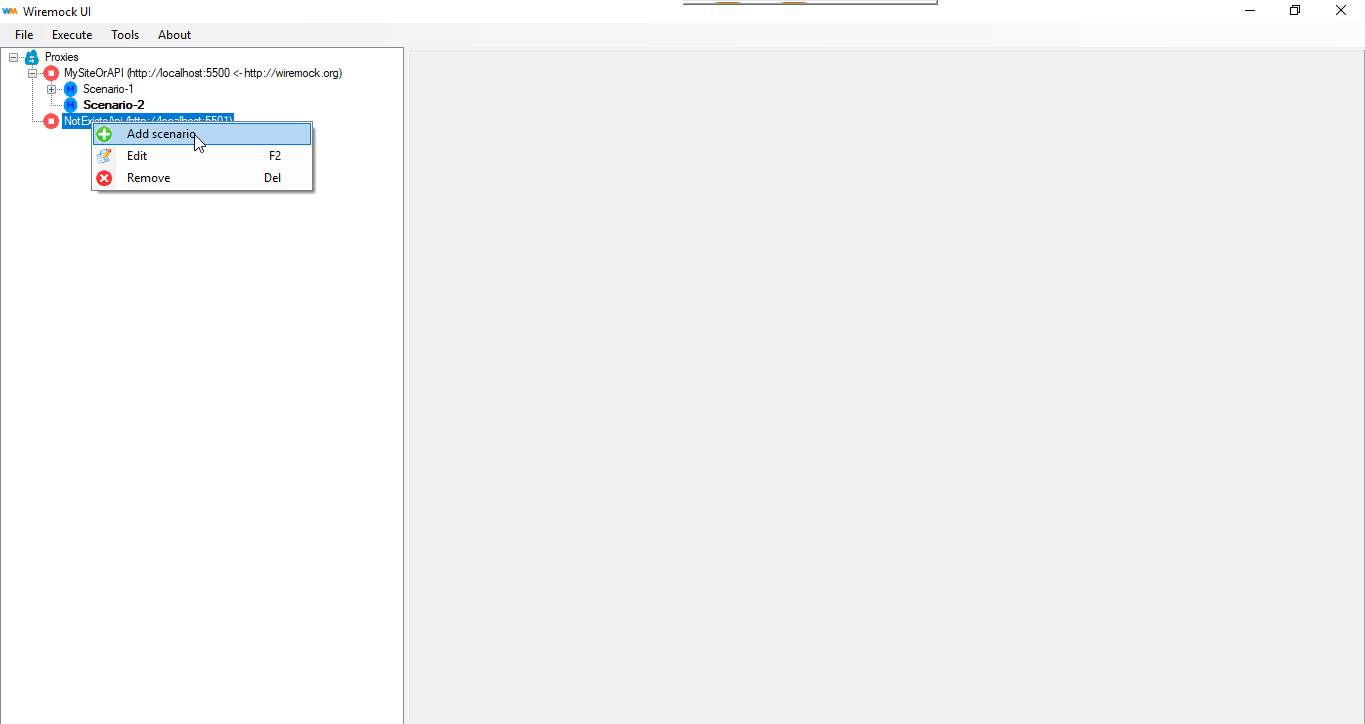 WM Wiremock UI
File Execute Tools About
Proxies
MySiteOrAPI (http://localhost:5500 <- http://wiremock.org)
M Scenario-1
M Scenario-2
NotExistsApi (http://localhost:5501)
Add scenario
Edit F2
Remove Del